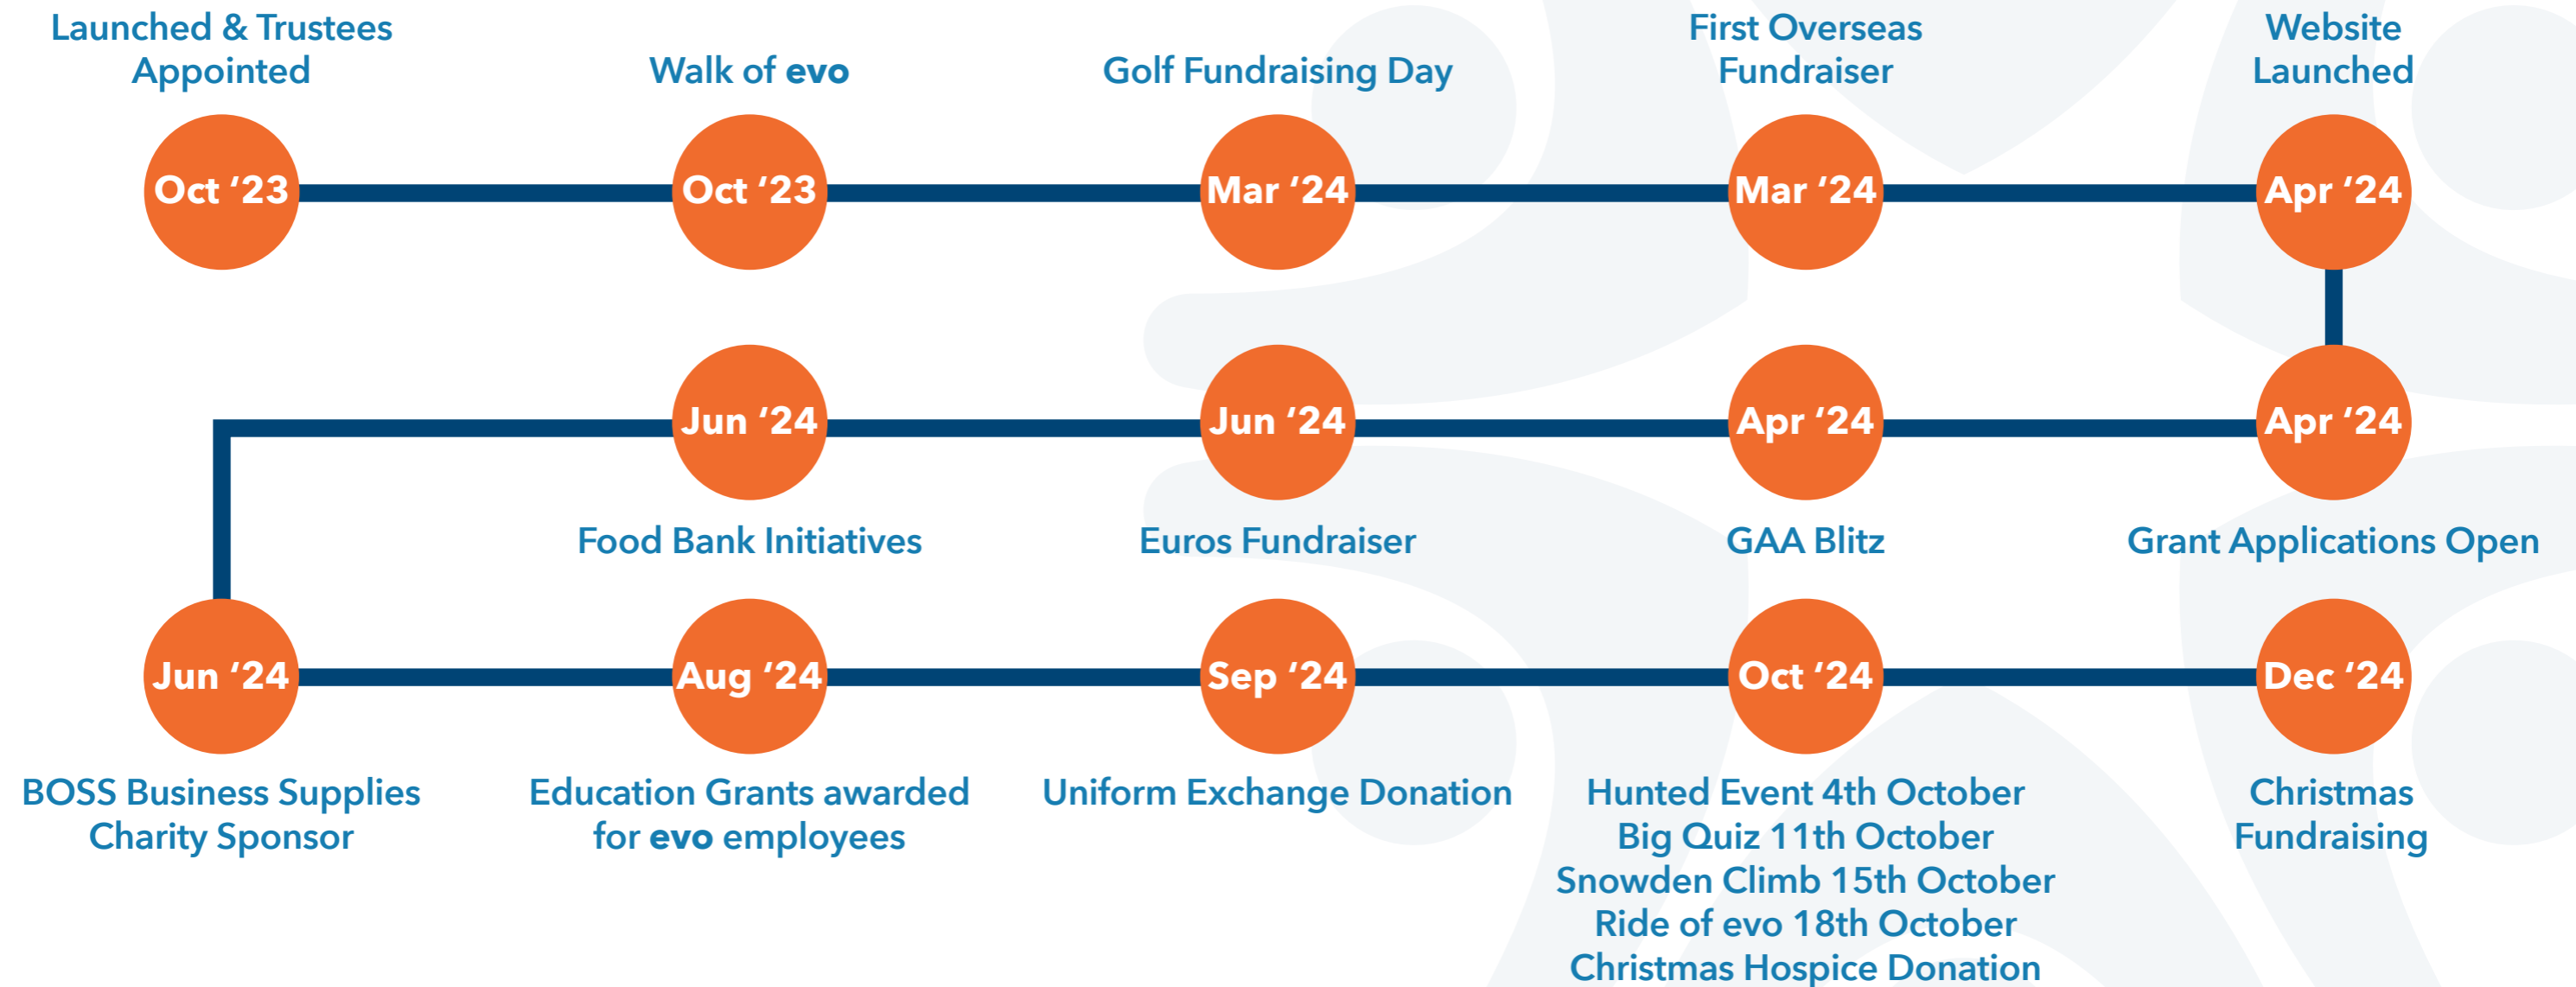 Launched & Trustees
Appointed
Walk of evo
Golf Fundraising Day
First Overseas
Fundraiser
Website
Launched
Oct ‘23
Oct ‘23
Mar ‘24
Mar ‘24
Apr ‘24
Jun ‘24
Jun ‘24
Apr ‘24
Apr ‘24
Food Bank Initiatives
Euros Fundraiser
GAA Blitz
Grant Applications Open
Jun ‘24
Aug ‘24
Sep ‘24
Oct ‘24
Dec ‘24
BOSS Business Supplies
Charity Sponsor
Education Grants awarded
for evo employees
Uniform Exchange Donation
Hunted Event 4th October
Big Quiz 11th October
Snowden Climb 15th October
Ride of evo 18th October
Christmas Hospice Donation
Christmas
Fundraising